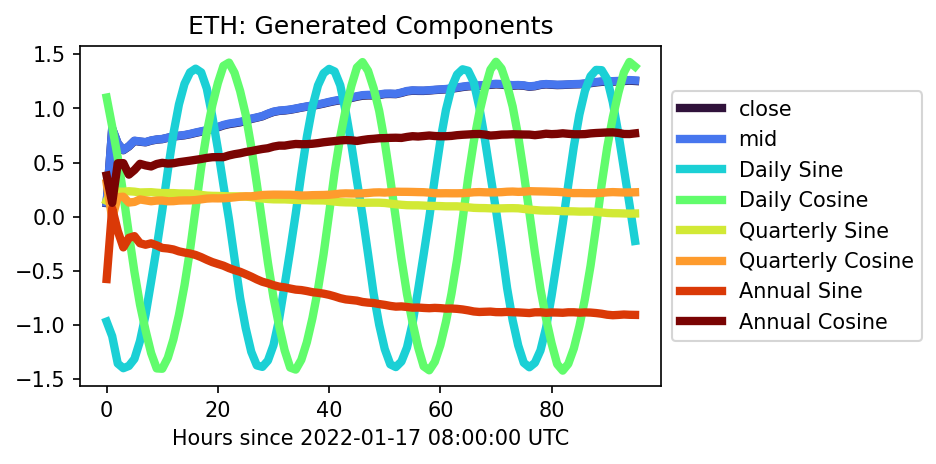 ETH: Generated Components
1.5
1.0
0.5
0.0
−0.5
−1.0
−1.5
0 20 40 60 80
Hours since 2022-01-17 08:00:00 UTC
close
mid
Daily Sine
Daily Cosine
Quarterly Sine
Quarterly Cosine
Annual Sine
Annual Cosine